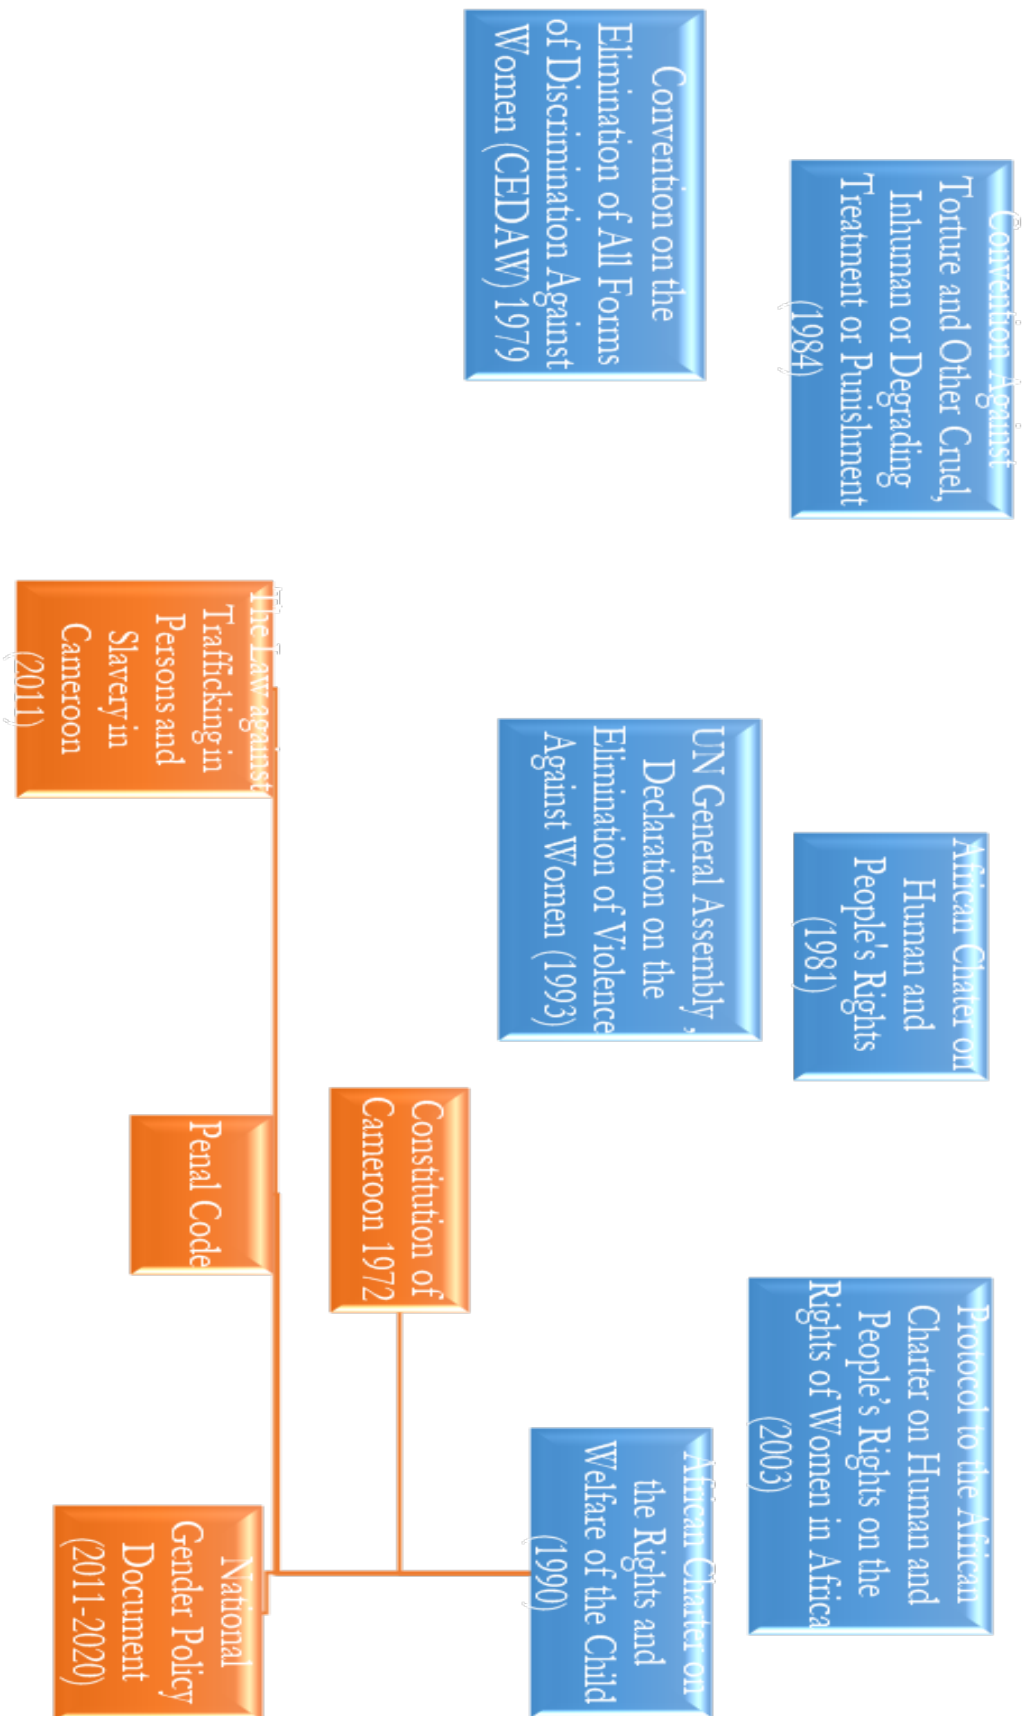 Convention Against
Torture and Other Cruel,
Inhuman or Degrading
Treatment or Punishment
(1984)
African Chater on
Human and
People's Rights
(1981)
Protocol to the African
Charter on Human and
People's Rights on the
Rights of Women in Africa
(2003)
Convention on the
Elimination of All Forms
of Discrimination Against
Women (CEDAW) 1979
UN General Assembly,
Declaration on the
Elimination of Violence
Against Women (1993)
African Charter on
the Rights and
Welfare of the Child
(1990)
Constitution of
Cameroon 1972
The Law against
Trafficking in
Persons and
Slavery in
Cameroon
(2011)
Penal Code
National
Gender Policy
Document
(2011-2020)